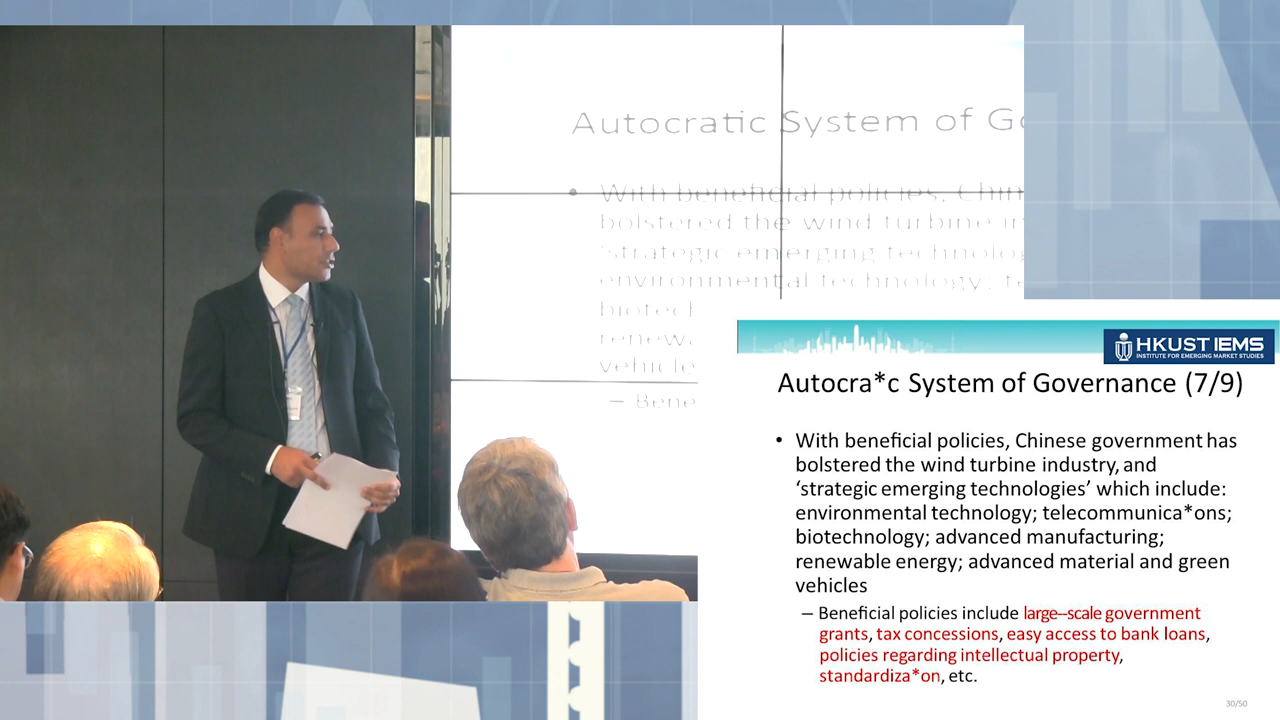 Autocratic System of Go
• With beneficial policies, Chin
bolstered the wind turbine in
'strategic emerging technolog
environmental technology; te
biotech
renew
vehicle
– Bene
HKUST IEMS
INSTITUTE FOR EMERGING MARKET STUDIES
Autocra*c System of Governance (7/9)
• With beneficial policies, Chinese government has
bolstered the wind turbine industry, and
‘strategic emerging technologies’ which include:
environmental technology; telecommunica*ons;
biotechnology; advanced manufacturing;
renewable energy; advanced material and green
vehicles
– Beneficial policies include large--scale government
grants, tax concessions, easy access to bank loans,
policies regarding intellectual property,
standardiza*on, etc.
30/50